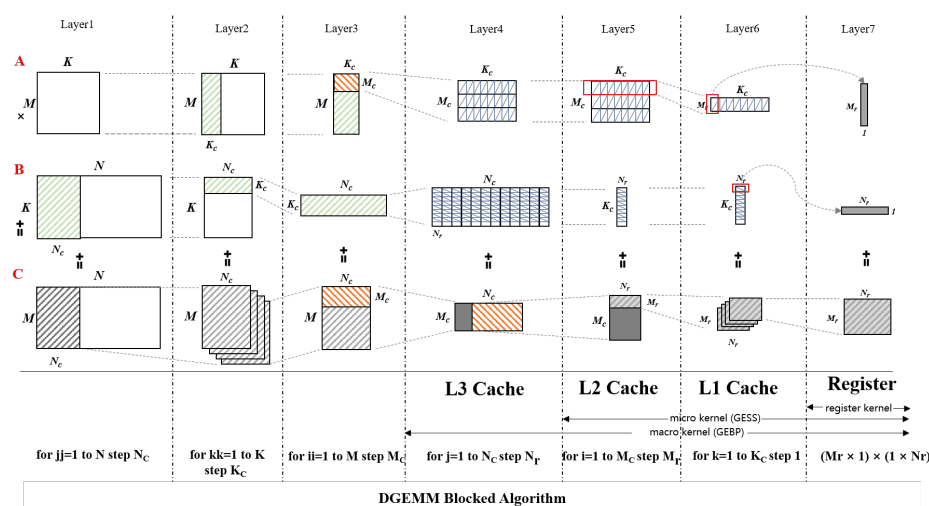 Layer1 Layer2 Layer3 Layer4 Layer5 Layer6 Layer7
A
K
M
×
K
M
Kc
Kc
M
Mc
Kc
Mc
Kc
Mc
Kc
Mc
Mr
1
B
N
K
Nc
+=
Nc
Kc
Nc
Kc
Nc
Nr
Nr
Kc
Nr
Kc
Nr
1
+=
+=
+=
+=
+=
+=
+=
C
N
M
Nc
Nc
M
Nc
Mc
M
Nc
Mc
Nr
Mr
Mc
Mr
Nr
Nr
Mr
L3 Cache L2 Cache L1 Cache Register
register kernel
micro kernel (GESS)
macro kernel (GEBP)
for jj=1 to N step NC
for kk=1 to K
step KC
for ii=1 to M step MC
for j=1 to NC step Nr
for i=1 to MC step Mr
for k=1 to KC step 1
(Mr × 1) × (1 × Nr)
DGEMM Blocked Algorithm